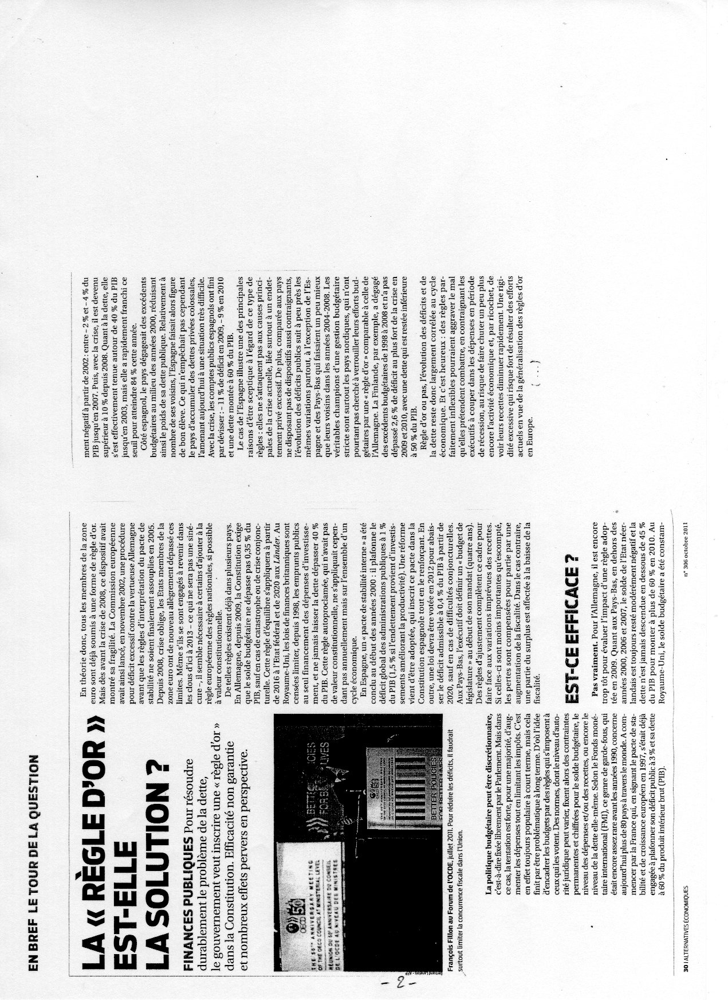 EN BREF LE TOUR DE LA QUESTION
LA « RÈGLE D'OR »
EST-ELLE
LA SOLUTION ?
FINANCES PUBLIQUES Pour résoudre
durablement le problème de la dette,
le gouvernement veut inscrire une « règle d'or »
dans la Constitution. Efficacité non garantie
et nombreux effets pervers en perspective.
OECD 50
THE 50TH ANNIVERSARY MEETING
OF THE OECD COUNCIL AT MINISTERIAL LEVEL
RÉUNION DU 50E ANNIVERSAIRE DU CONSEIL
DE L'OCDE AU NIVEAU DES MINISTRES
BETTER POLICIES
FOR BETTER LIVES
BETTER POLICIES
FOR BETTER LIVES
Bertrand Langlois - AFP
François Fillon au Forum de l'OCDE, juillet 2011. Pour réduire les déficits, il faudrait
surtout limiter la concurrence fiscale dans l'Union.
La politique budgétaire peut être discrétionnaire,
c'est-à-dire fixée librement par le Parlement. Mais dans
ce cas, la tentation est forte, pour une majorité, d'aug-
menter les dépenses tout en limitant les impôts. C'est
en effet toujours populaire à court terme, mais cela
finit par être problématique à long terme. D'où l'idée
d'encadrer les budgets par des règles qui s'imposent à
ceux qui les votent. Des normes, dont le niveau d'auto-
rité juridique peut varier, fixent alors des contraintes
permanentes et chiffrées pour le solde budgétaire, le
niveau des dépenses et/ou des recettes, ou encore le
niveau de la dette elle-même. Selon le Fonds moné-
taire international (FMI), ce genre de garde-fous, qui
était encore assez rare avant les années 1990, concerne
aujourd'hui plus de 80 pays à travers le monde. A com-
mencer par la France qui, en signant le pacte de sta-
bilité et de croissance européen en 1997, s'était déjà
engagée à plafonner son déficit public à 3 % et sa dette
à 60 % du produit intérieur brut (PIB).
En théorie donc, tous les membres de la zone
euro sont déjà soumis à une forme de règle d'or.
Mais dès avant la crise de 2008, ce dispositif avait
montré sa fragilité. La Commission européenne
avait ainsi lancé, en novembre 2002, une procédure
pour déficit excessif contre la vertueuse Allemagne
avant que les règles d'interprétation du pacte de
stabilité ne soient finalement assouplies en 2005.
Depuis 2008, crise oblige, les Etats membres de la
zone euro ont de nouveau allègrement dépassé ces
limites. Même s'ils se sont engagés à revenir dans
les clous d'ici à 2013 – ce qui ne sera pas une siné-
cure –, il semble nécessaire à certains d'ajouter à la
règle européenne des règles nationales, si possible
à valeur constitutionnelle.
De telles règles existent déjà dans plusieurs pays.
En Allemagne, depuis 2009, la Constitution exige
que le solde budgétaire ne dépasse pas 0,35 % du
PIB, sauf en cas de catastrophe ou de crise conjonc-
turelle. Cette règle d'équilibre s'appliquera à partir
de 2016 à l'Etat fédéral et de 2020 aux Länder. Au
Royaume-Uni, les lois de finances britanniques sont
censées limiter, depuis 1998, les emprunts publics
au seul financement des dépenses d'investisse-
ment, et ne jamais laisser la dette dépasser 40 %
du PIB. Cette règle autoproclamée, qui n'avait pas
de valeur constitutionnelle, ne s'appliquait cepen-
dant pas annuellement mais sur l'ensemble d'un
cycle économique.
En Espagne, un « pacte de stabilité interne » a été
conclu au début des années 2000 : il plafonne le
déficit global des administrations publiques à 1 %
du PIB (1,5 % si l'endettement provient d'investis-
sements améliorant la productivité). Une réforme
vient d'être adoptée, qui inscrit ce pacte dans la
Constitution espagnole tout en le renforçant. En
outre, une loi devra être votée en 2012 pour abais-
ser le déficit admissible à 0,4 % du PIB à partir de
2020, sauf en cas de difficultés conjoncturelles.
Aux Pays-Bas, l'exécutif doit définir un « budget de
législature » au début de son mandat (quatre ans).
Des règles d'ajustement complètent ce cadre pour
faire face aux variations imprévues des recettes.
Si celles-ci sont moins importantes qu'escompté,
les pertes sont compensées pour partie par une
augmentation de la fiscalité. Dans le cas contraire,
une partie du surplus est affectée à la baisse de la
fiscalité.
EST-CE EFFICACE ?
Pas vraiment. Pour l'Allemagne, il est encore
trop tôt pour évaluer l'impact d'une règle adop-
tée en 2009. Quant aux Pays-Bas, en dehors des
années 2000, 2006 et 2007, le solde de l'Etat néer-
landais est toujours resté modérément négatif et la
dette n'est jamais descendue en dessous de 45 %
du PIB pour monter à plus de 60 % en 2010. Au
Royaume-Uni, le solde budgétaire a été constam-
ment négatif à partir de 2002 : entre – 2 % et – 4 % du
PIB jusqu'en 2007. Puis, avec la crise, il est devenu
supérieur à 10 % depuis 2008. Quant à la dette, elle
s'est effectivement tenue autour de 40 % du PIB
jusqu'en 2003, mais elle a rapidement franchi ce
seuil pour atteindre 84 % cette année.
Côté espagnol, le pays dégageait des excédents
budgétaires au milieu des années 2000, réduisant
ainsi le poids de sa dette publique. Relativement à
nombre de ses voisins, l'Espagne faisait alors figure
de bon élève. Ce qui n'empêchait pas cependant
le pays d'accumuler des dettes privées colossales,
l'amenant aujourd'hui à une situation très difficile.
Avec la crise, les comptes publics espagnols ont fini
par dévisser : – 11 % de déficit en 2009, – 9 % en 2010
et une dette montée à 60 % du PIB.
Le cas de l'Espagne illustre une des principales
raisons d'être sceptique à l'égard de ce type de
règles : elles ne s'attaquent pas aux causes princi-
pales de la crise actuelle, liée surtout à un endet-
tement privé excessif. De plus, comparée aux pays
ne disposant pas de dispositifs aussi contraignants,
l'évolution des déficits publics suit à peu près les
mêmes variations partout, à l'exception de l'Es-
pagne et des Pays-Bas qui faisaient un peu mieux
que leurs voisins dans les années 2004-2008. Les
véritables champions d'une gestion budgétaire
stricte sont surtout les pays nordiques, qui n'ont
pourtant pas cherché à verrouiller leurs efforts bud-
gétaires par une « règle d'or » comparable à celle de
l'Allemagne. La Finlande, par exemple, a dégagé
des excédents budgétaires de 1998 à 2008 et n'a pas
dépassé 2,6 % de déficit au plus fort de la crise en
2009 et 2010, avec une dette qui est restée inférieure
à 50 % du PIB.
Règle d'or ou pas, l'évolution des déficits et de
la dette reste donc largement corrélée au cycle
économique. Et c'est heureux : des règles par-
faitement inflexibles pourraient aggraver le mal
qu'elles prétendent combattre, en contraignant les
exécutifs à couper dans les dépenses en période
de récession, au risque de faire chuter un peu plus
encore l'activité économique et, par ricochet, de
voir leurs recettes diminuer rapidement. Une rigi-
dité excessive qui risque fort de résulter des efforts
actuels en vue de la généralisation des règles d'or
en Europe.
(....)
30 | ALTERNATIVES ÉCONOMIQUES
n° 306 octobre 2011
- 2 -